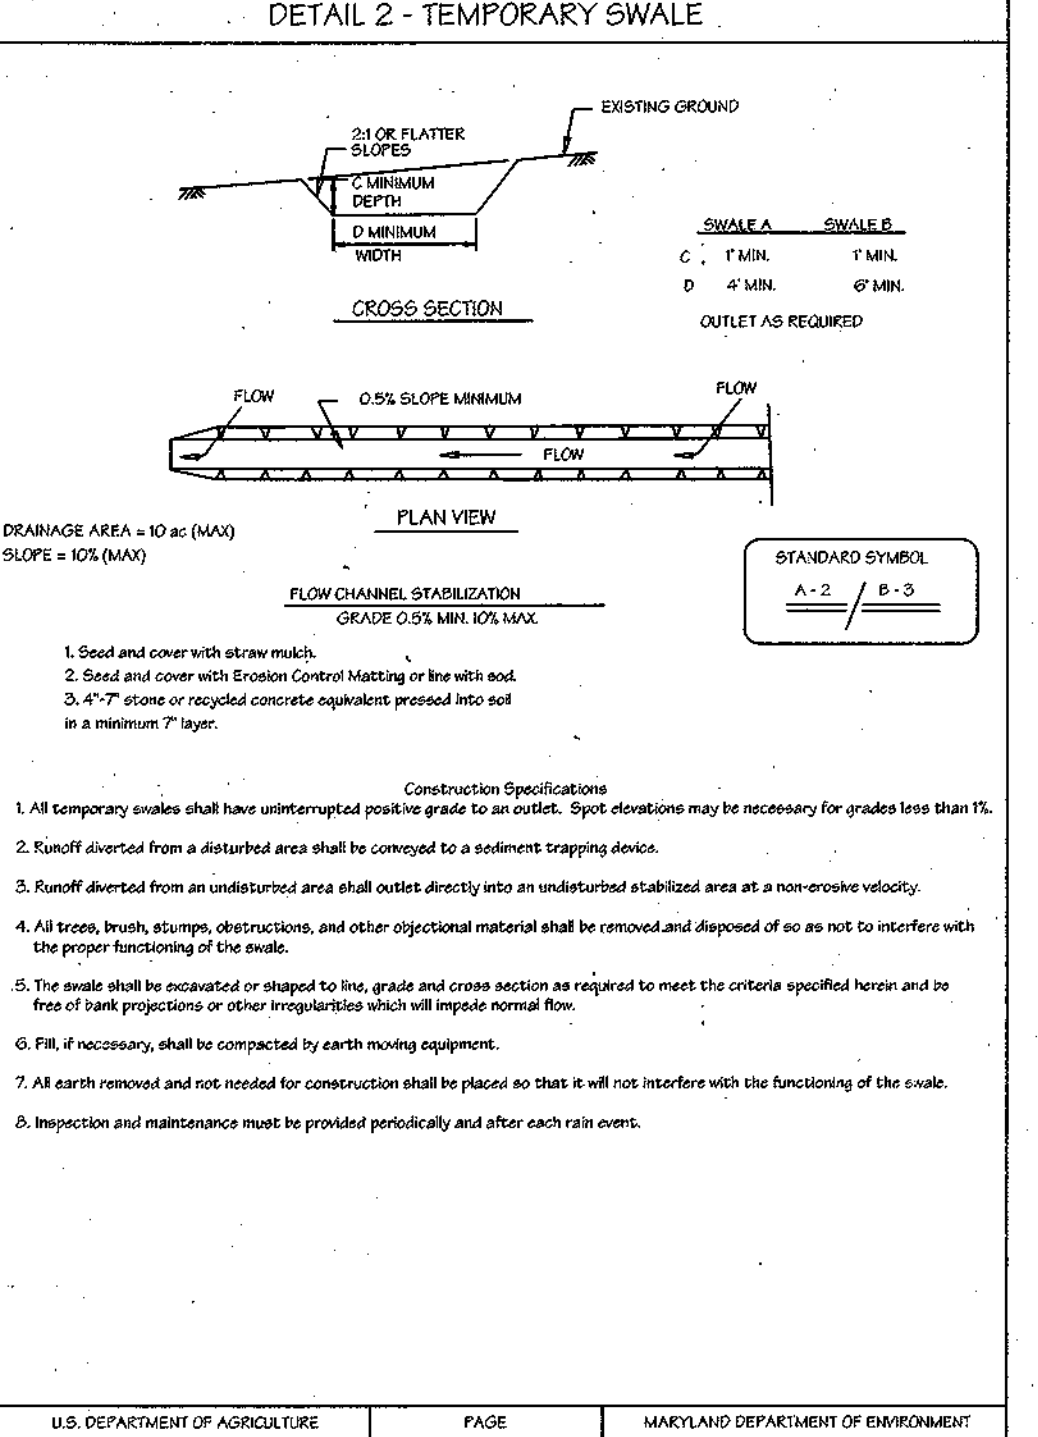 DETAIL 2 - TEMPORARY SWALE
EXISTING GROUND
2:1 OR FLATTER
SLOPES
C MINIMUM
DEPTH
D MINIMUM
WIDTH
CROSS SECTION
SWALE A SWALE B
C 1' MIN. 1' MIN.
D 4' MIN. 6' MIN.
OUTLET AS REQUIRED
FLOW
0.5% SLOPE MINIMUM
FLOW
FLOW
PLAN VIEW
DRAINAGE AREA = 10 ac (MAX)
SLOPE = 10% (MAX)
STANDARD SYMBOL
A - 2 / B - 3
FLOW CHANNEL STABILIZATION
GRADE 0.5% MIN. 10% MAX.
1. Seed and cover with straw mulch.
2. Seed and cover with Erosion Control Matting or line with sod.
3. 4"-7" stone or recycled concrete equivalent pressed into soil
in a minimum 7" layer.
Construction Specifications
1. All temporary swales shall have uninterrupted positive grade to an outlet. Spot elevations may be necessary for grades less than 1%.
2. Runoff diverted from a disturbed area shall be conveyed to a sediment trapping device.
3. Runoff diverted from an undisturbed area shall outlet directly into an undisturbed stabilized area at a non-erosive velocity.
4. All trees, brush, stumps, obstructions, and other objectional material shall be removed and disposed of so as not to interfere with
the proper functioning of the swale.
5. The swale shall be excavated or shaped to line, grade and cross section as required to meet the criteria specified herein and be
free of bank projections or other irregularities which will impede normal flow.
6. Fill, if necessary, shall be compacted by earth moving equipment.
7. All earth removed and not needed for construction shall be placed so that it will not interfere with the functioning of the swale.
8. Inspection and maintenance must be provided periodically and after each rain event.
U.S. DEPARTMENT OF AGRICULTURE PAGE MARYLAND DEPARTMENT OF ENVIRONMENT